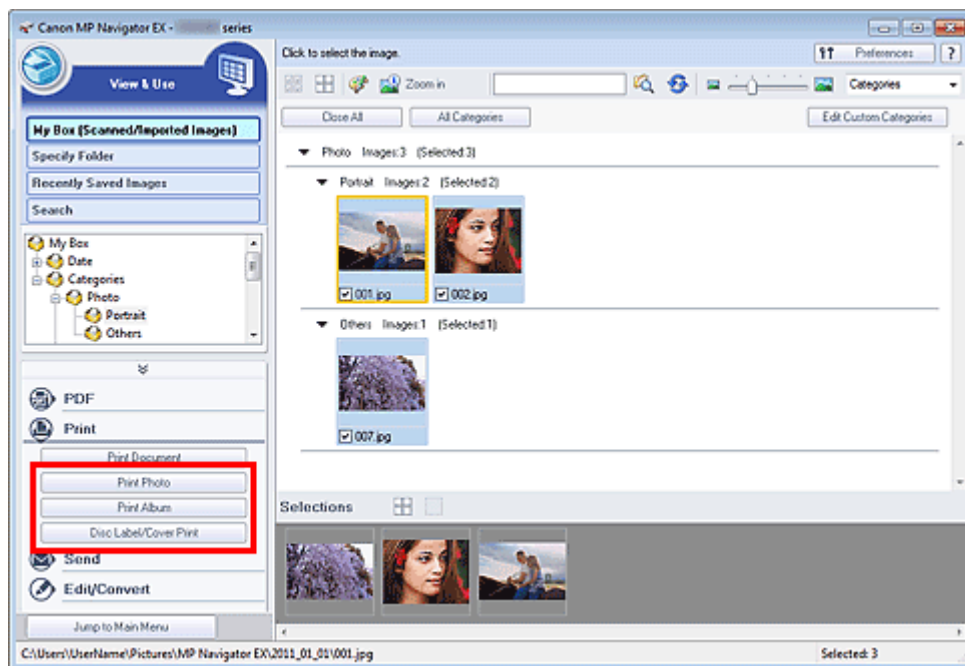 Canon MP Navigator EX - series
Click to select the image.
Preferences
?
View & Use
Zoom in
Categories
My Box (Scanned/Imported Images)
Close All
All Categories
Edit Custom Categories
Specify Folder
Recently Saved Images
Search
Photo Images:3 (Selected:3)
Portrait Images:2 (Selected:2)
001.jpg
002.jpg
Others Images:1 (Selected:1)
007.jpg
My Box
Date
Categories
Photo
Portrait
Others
PDF
Print
Print Document
Print Photo
Print Album
Disc Label/Cover Print
Send
Edit/Convert
Jump to Main Menu
Selections
C:\Users\UserName\Pictures\MP Navigator EX\2011_01_01\001.jpg
Selected: 3